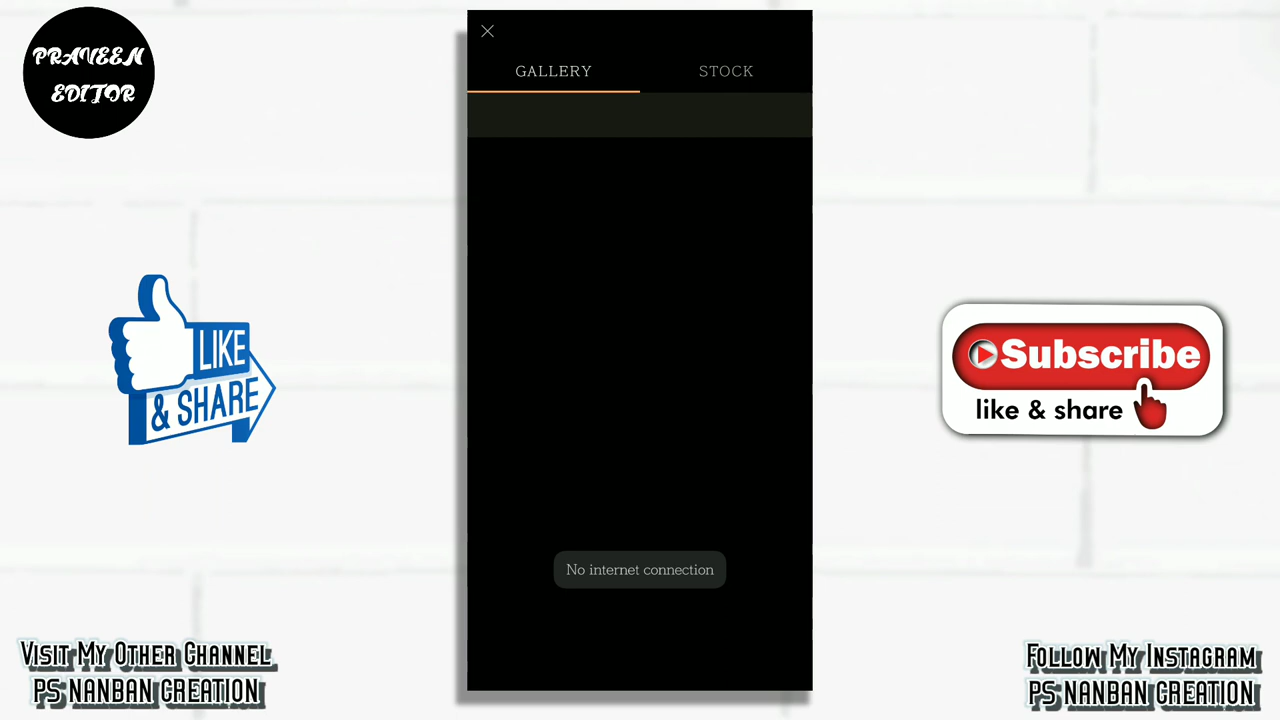 PRAVEEN
EDITOR
GALLERY
STOCK
LIKE
& SHARE
Subscribe
like & share
No internet connection
Visit My Other Channel
PS NANBAN CREATION
Follow My Instagram
PS NANBAN CREATION